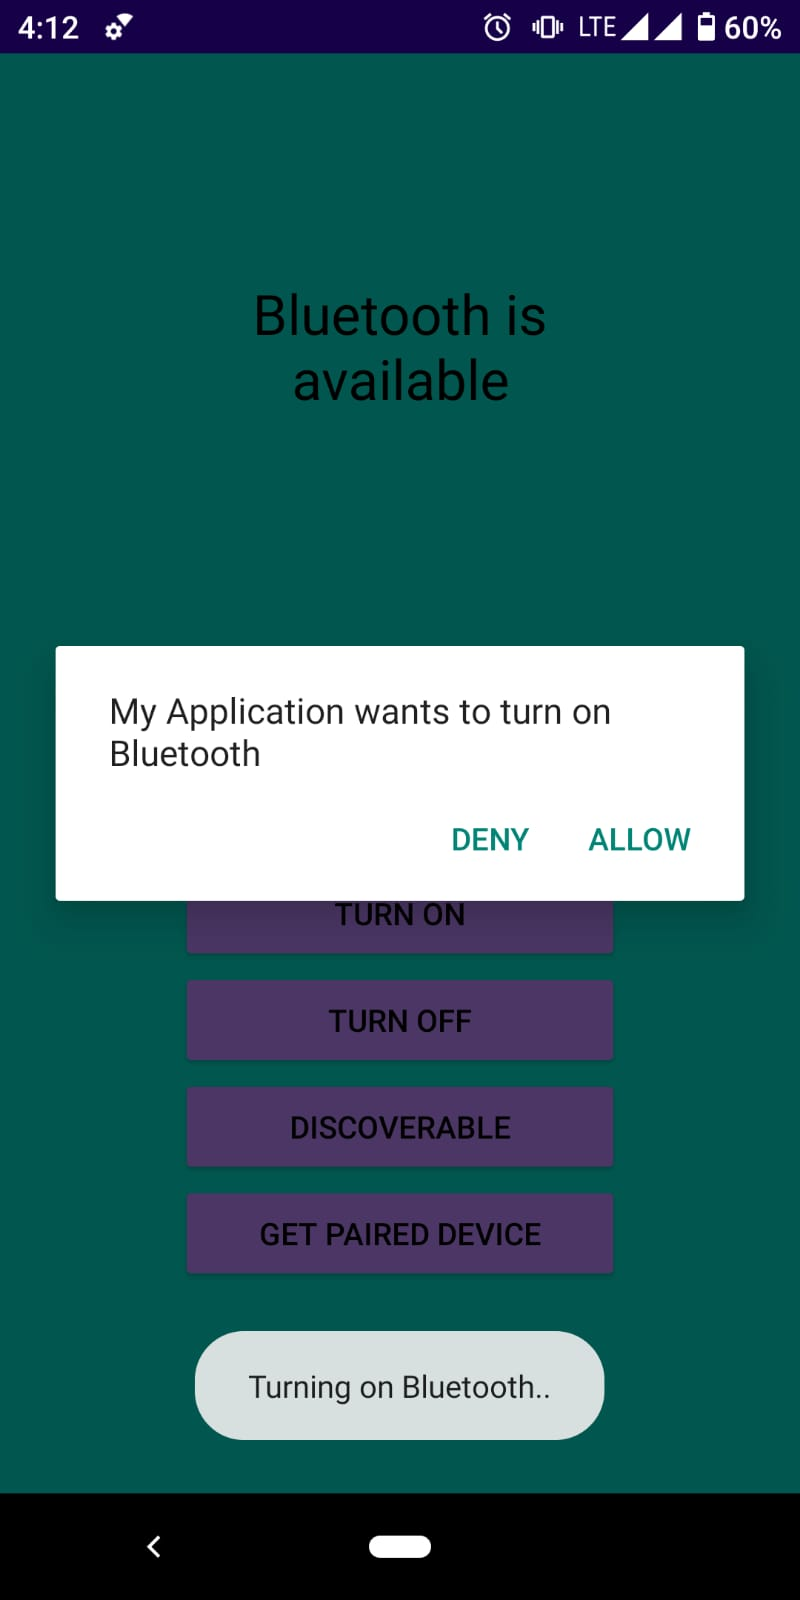 4:12 LTE 60%
Bluetooth is
available
My Application wants to turn on
Bluetooth
DENY ALLOW
TURN ON
TURN OFF
DISCOVERABLE
GET PAIRED DEVICE
Turning on Bluetooth..